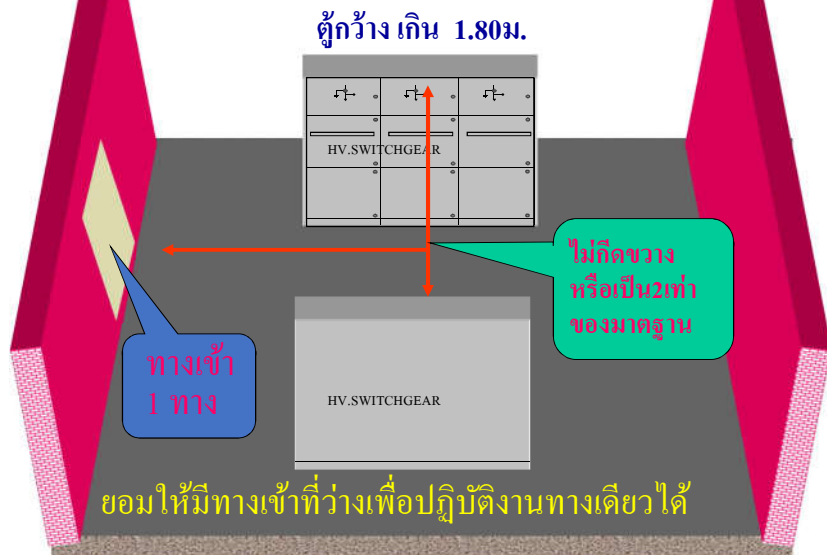 ตู้กว้าง เกิน 1.80ม.
HV.SWITCHGEAR
ไม่กีดขวาง
หรือเป็น2เท่า
ของมาตฐาน
ทางเข้า
1 ทาง
HV.SWITCHGEAR
ยอมให้มีทางเข้าที่ว่างเพื่อปฏิบัติงานทางเดียวได้